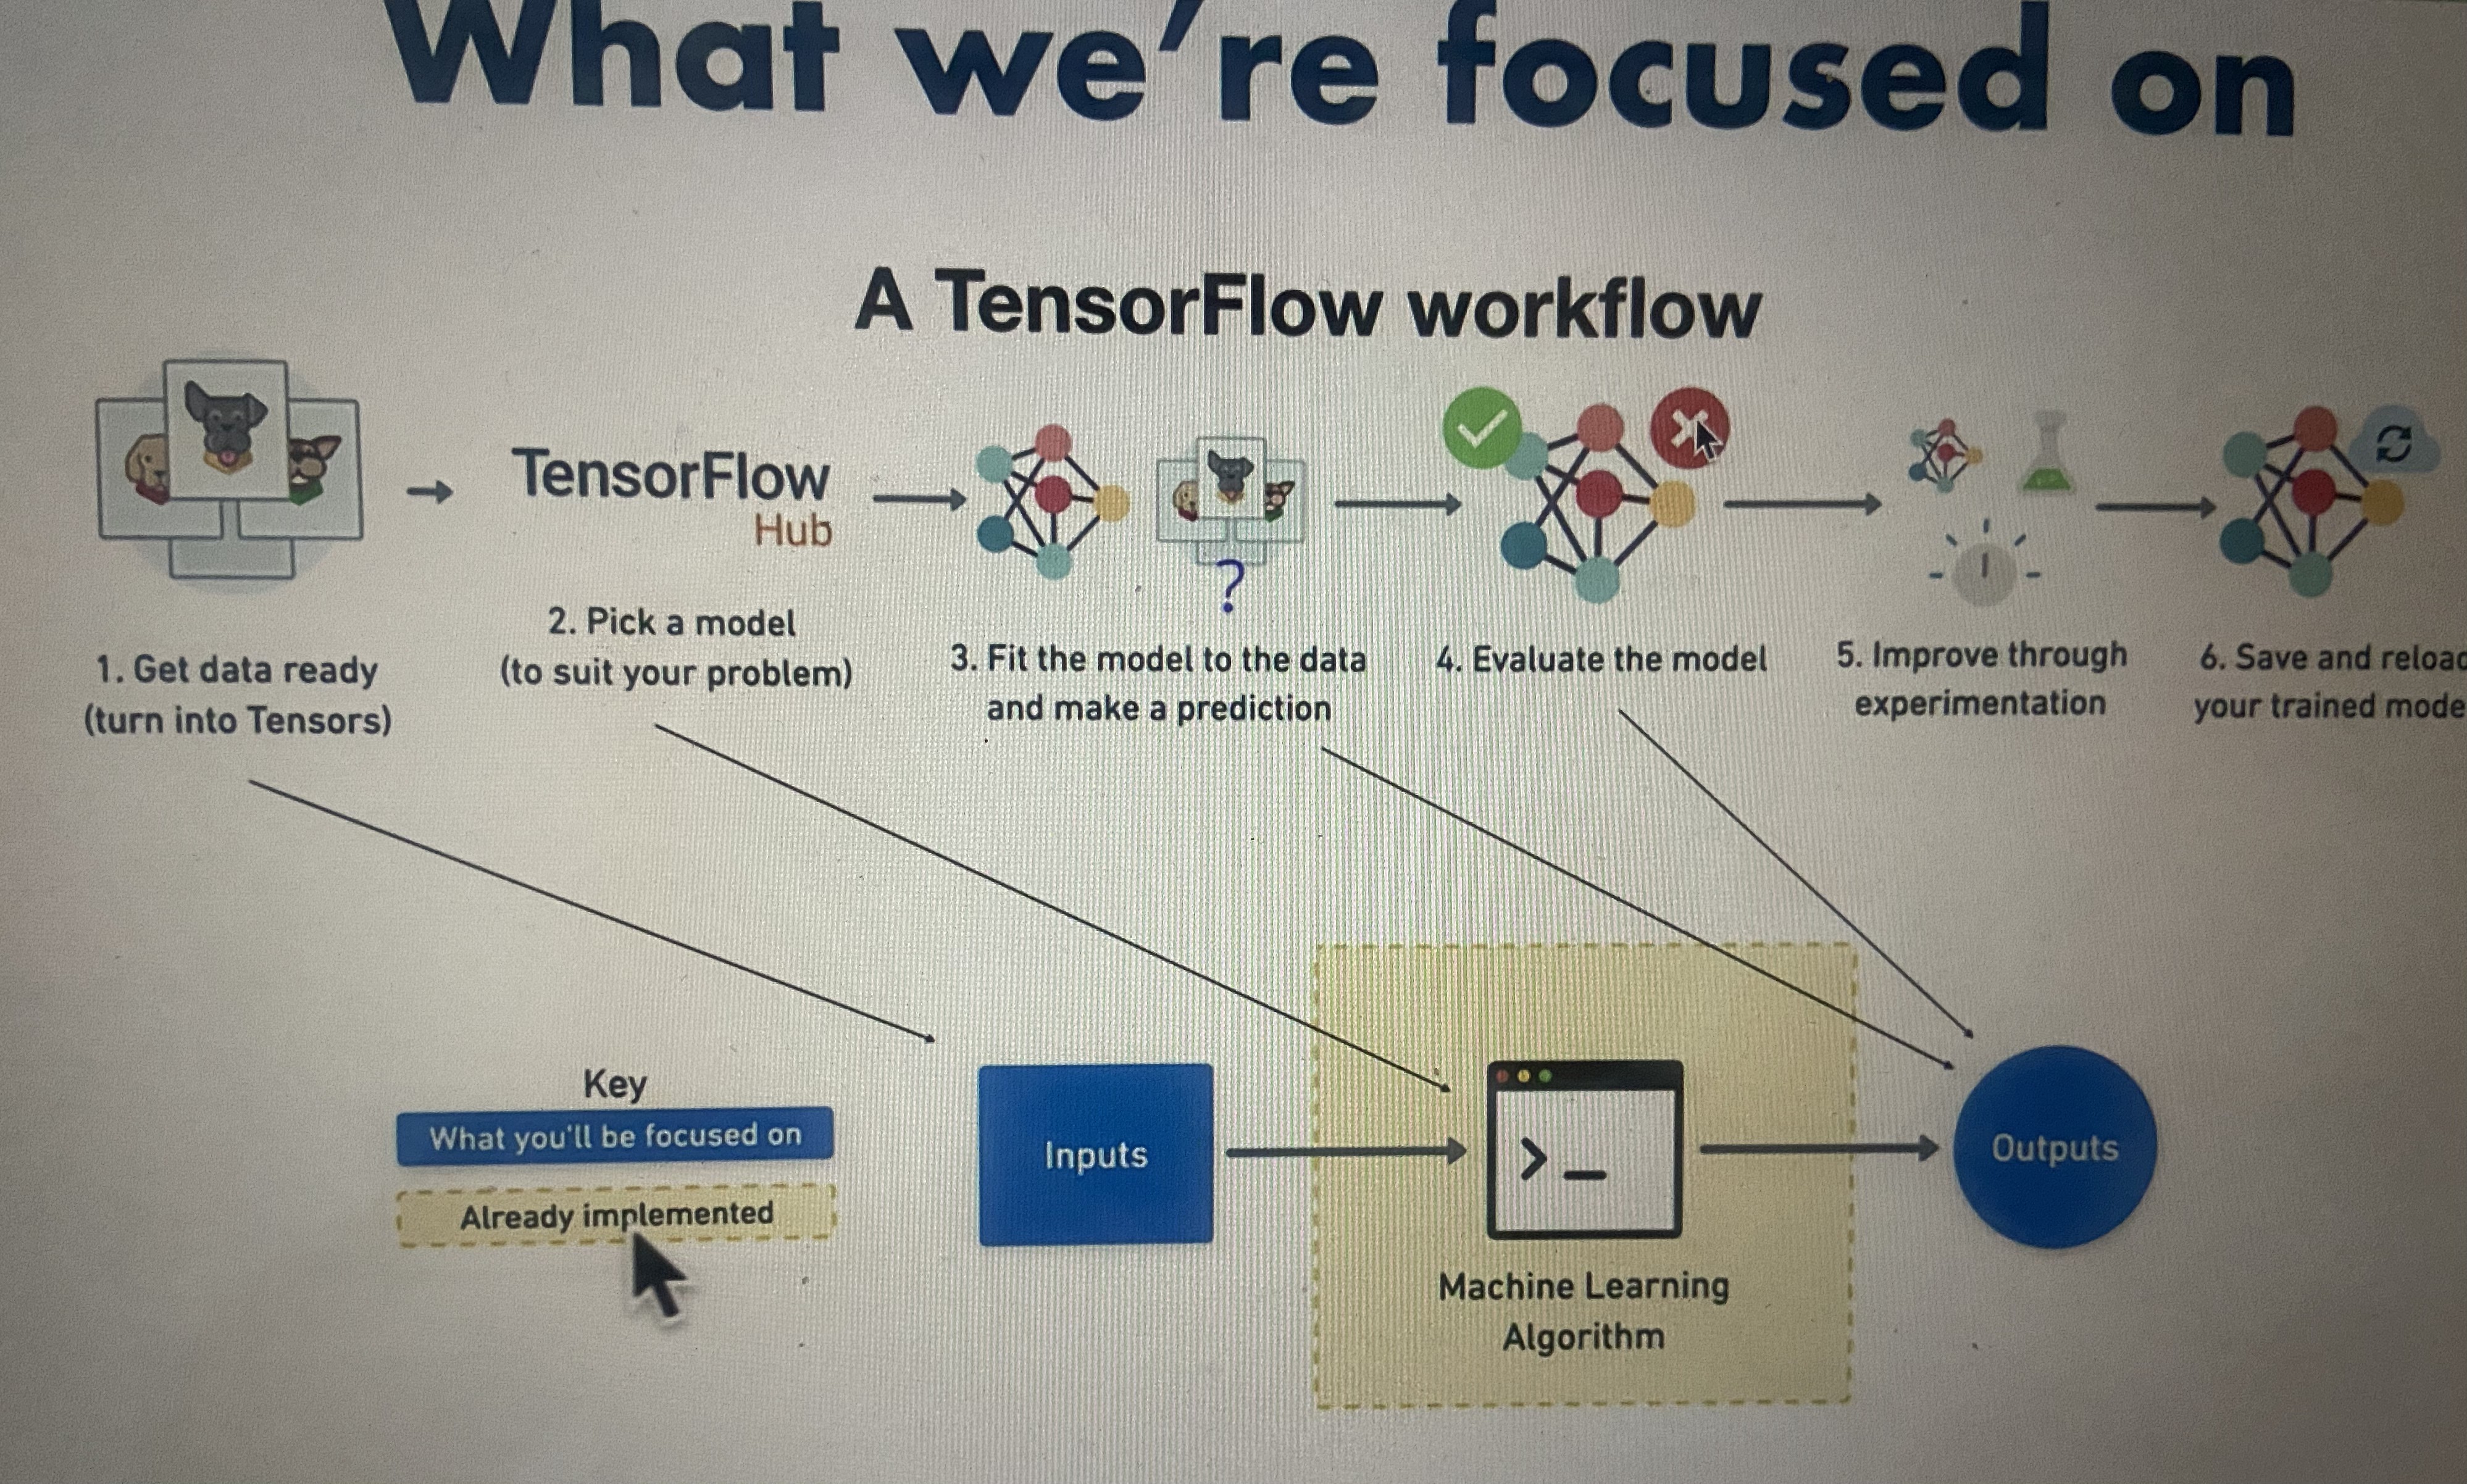 What we're focused on
A TensorFlow workflow
TensorFlow
Hub
?
1. Get data ready
(turn into Tensors)
2. Pick a model
(to suit your problem)
3. Fit the model to the data
and make a prediction
4. Evaluate the model
5. Improve through
experimentation
6. Save and reload
your trained mode
Key
What you'll be focused on
Already implemented
Inputs
>_
Machine Learning
Algorithm
Outputs